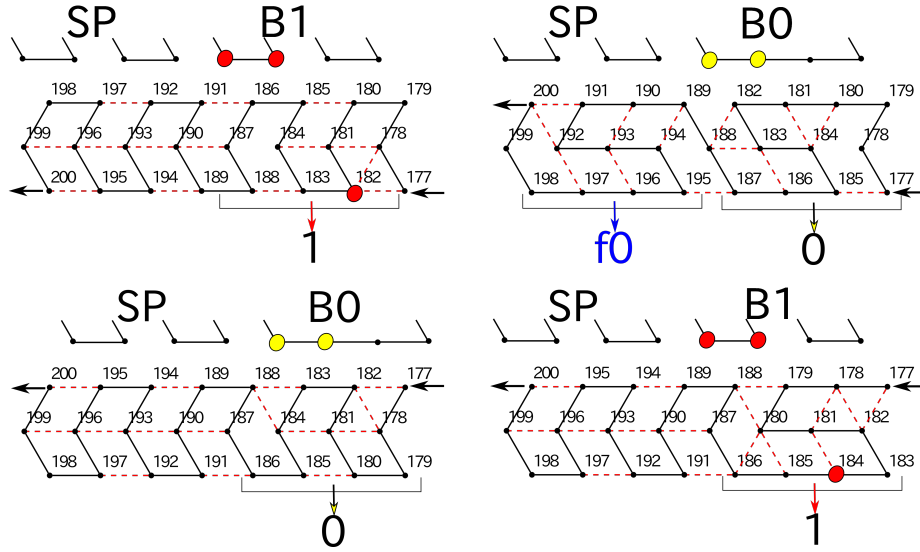 SP B1
198 197 192 191 186 185 180 179
199 196 193 190 187 184 181 178
200 195 194 189 188 183 182 177
1
SP B0
200 191 190 189 182 181 180 179
199 192 193 194 188 183 184 178
198 197 196 195 187 186 185 177
f0 0
SP B0
200 195 194 189 188 183 182 177
199 196 193 190 187 184 181 178
198 197 192 191 186 185 180 179
0
SP B1
200 195 194 189 188 179 178 177
199 196 193 190 187 180 181 182
198 197 192 191 186 185 184 183
1